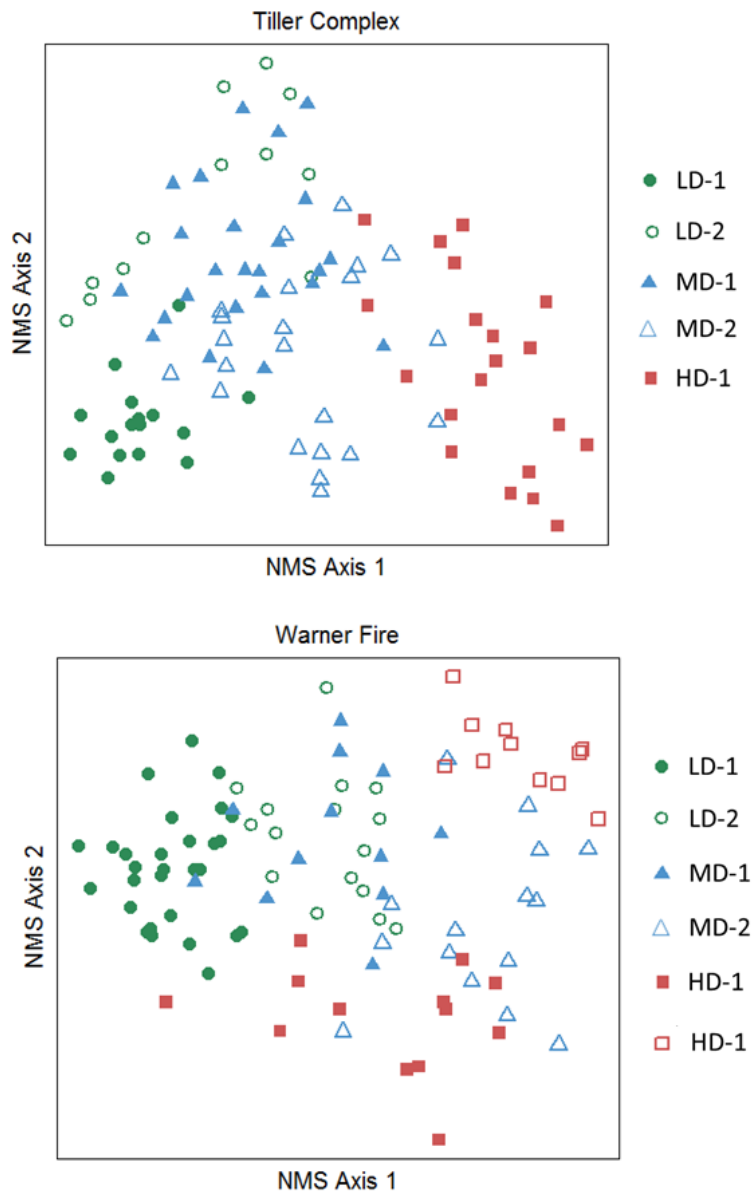 Tiller Complex
NMS Axis 2
LD-1
LD-2
MD-1
MD-2
HD-1
NMS Axis 1
Warner Fire
NMS Axis 2
LD-1
LD-2
MD-1
MD-2
HD-1
HD-1
NMS Axis 1